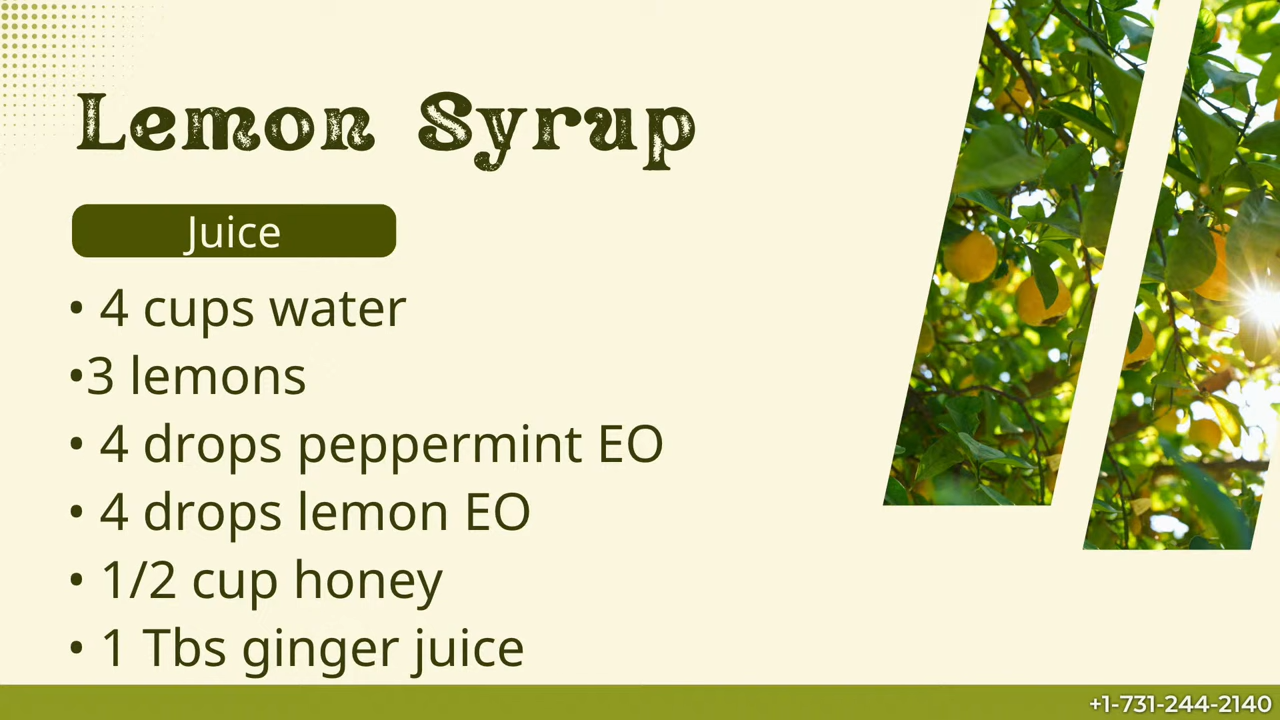 Lemon Syrup
Juice
• 4 cups water
•3 lemons
• 4 drops peppermint EO
• 4 drops lemon EO
• 1/2 cup honey
• 1 Tbs ginger juice
+1-731-244-2140